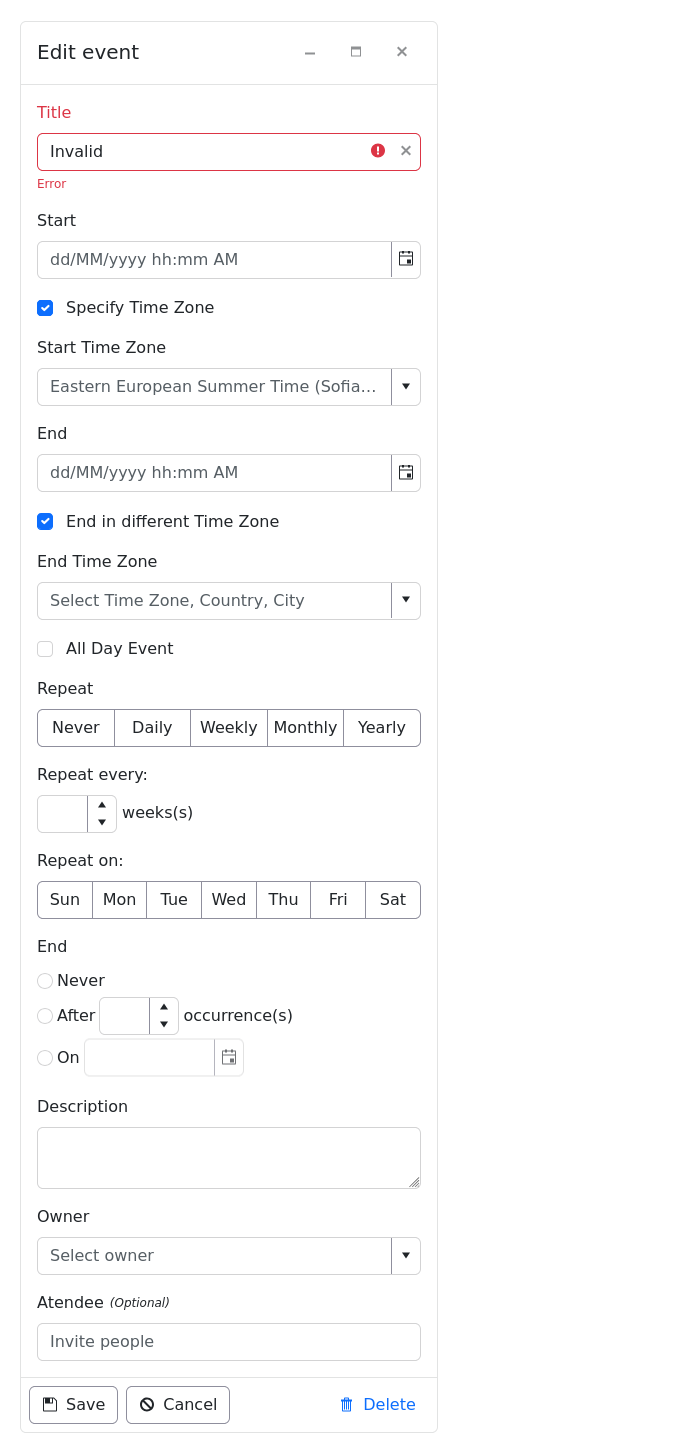 Edit event
Title
Invalid
Error
Start
dd/MM/yyyy hh:mm AM
Specify Time Zone
Start Time Zone
Eastern European Summer Time (Sofia...
End
dd/MM/yyyy hh:mm AM
End in different Time Zone
End Time Zone
Select Time Zone, Country, City
All Day Event
Repeat
Never Daily Weekly Monthly Yearly
Repeat every:
weeks(s)
Repeat on:
Sun Mon Tue Wed Thu Fri Sat
End
Never
After occurrence(s)
On
Description
Owner
Select owner
Atendee (Optional)
Invite people
Save Cancel Delete